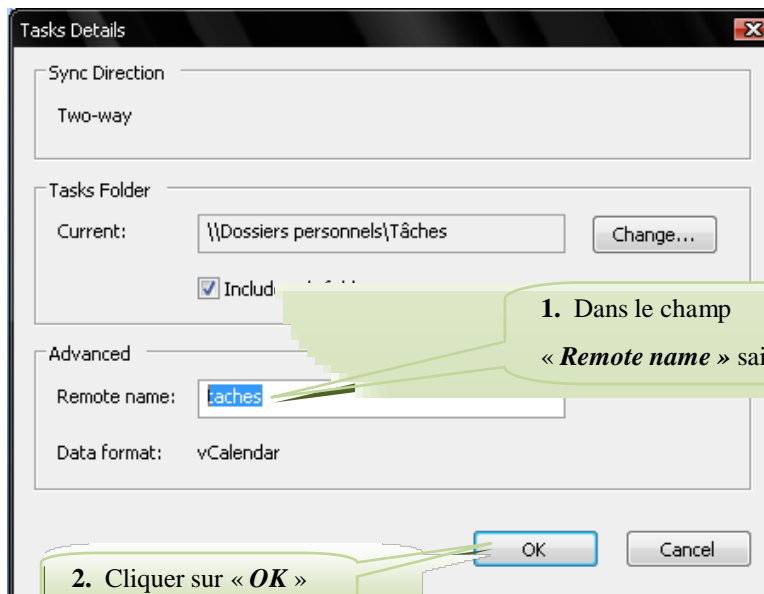 Tasks Details
Sync Direction
Two-way
Tasks Folder
Current: \\Dossiers personnels\Tâches Change...
1. Dans le champ
« Remote name » sai
Advanced
Remote name: taches
Data format: vCalendar
OK Cancel
2. Cliquer sur « OK »